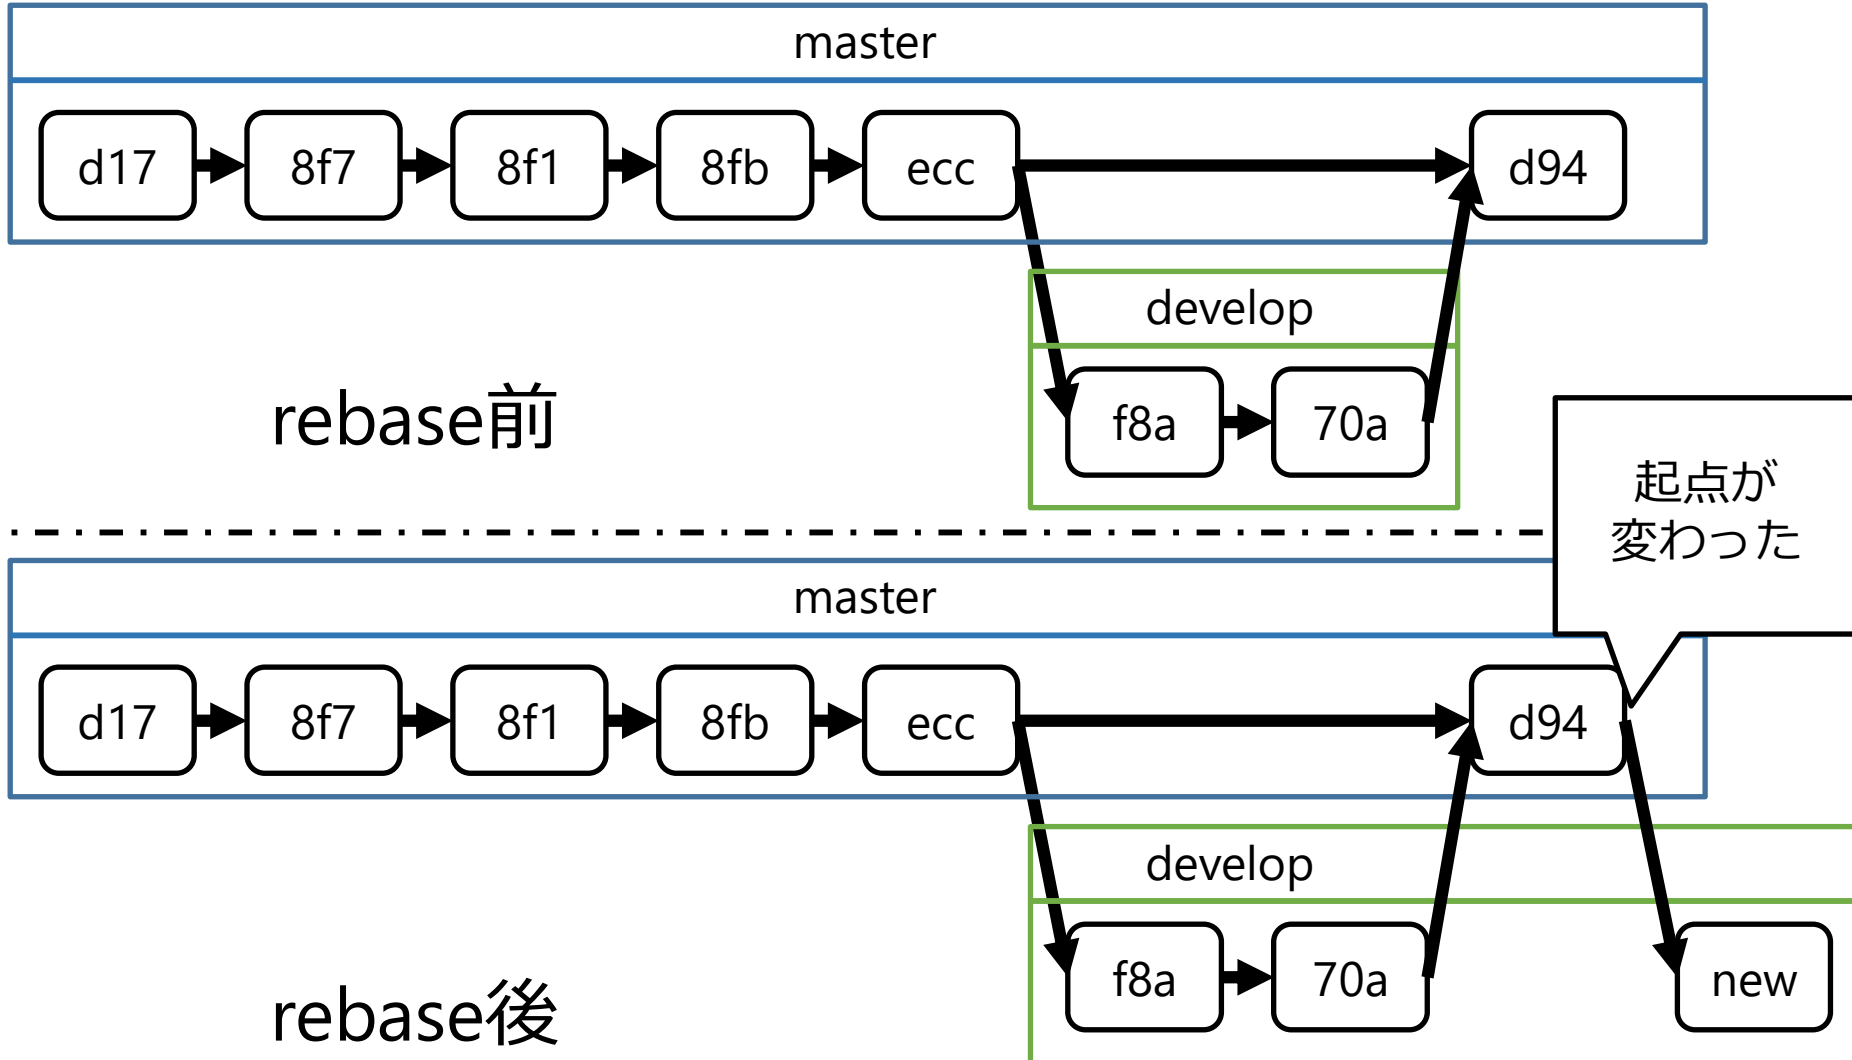 master
d17
8f7
8f1
8fb
ecc
d94
develop
f8a
70a
rebase前
起点が
変わった
master
d17
8f7
8f1
8fb
ecc
d94
develop
f8a
70a
new
rebase後